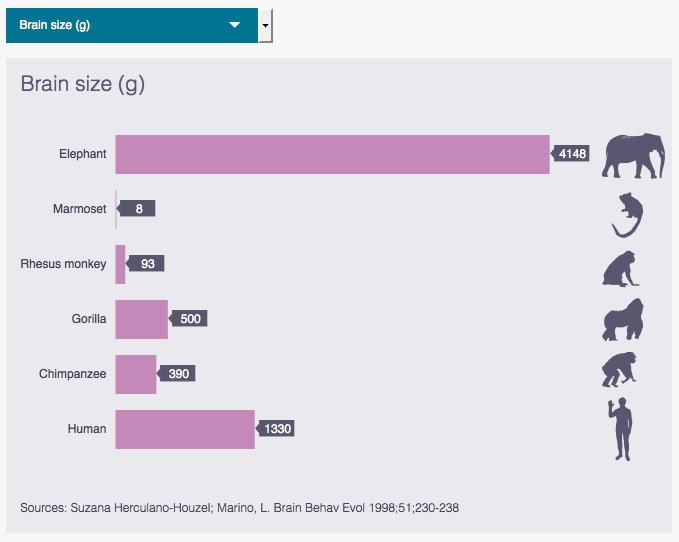 Brain size (g)
Brain size (g)
Elephant 4148
Marmoset 8
Rhesus monkey 93
Gorilla 500
Chimpanzee 390
Human 1330
Sources: Suzana Herculano-Houzel; Marino, L. Brain Behav Evol 1998;51;230-238